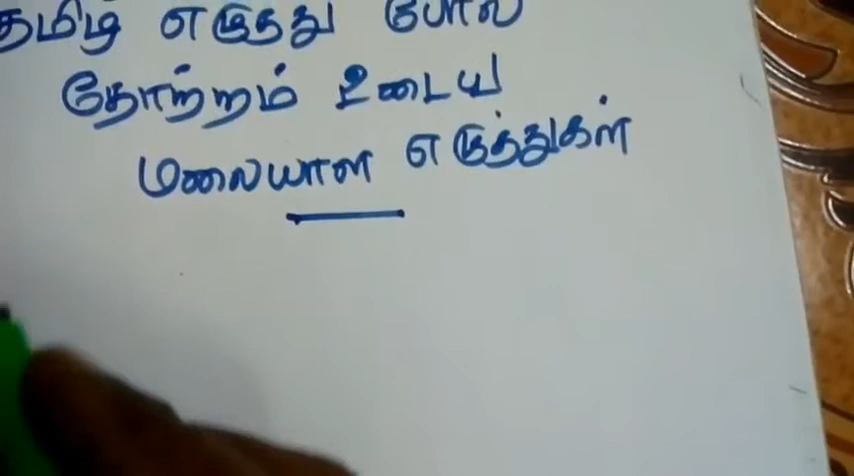 தமிழ் எழுத்து போல
தோற்றம் உடைய
மலையாள எழுத்துகள்